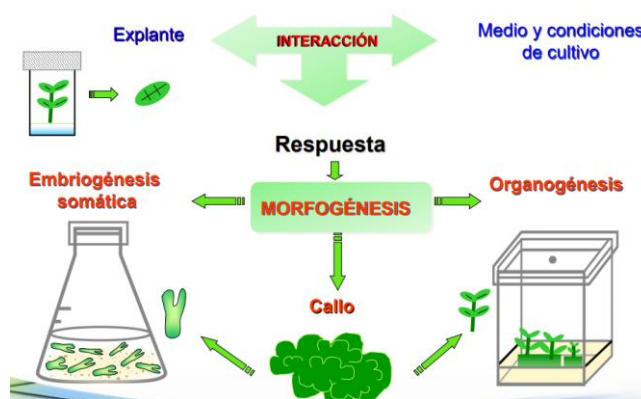 Explante
INTERACCIÓN
Medio y condiciones
de cultivo
Respuesta
Embriogénesis
somática
MORFOGÉNESIS
Organogénesis
Callo